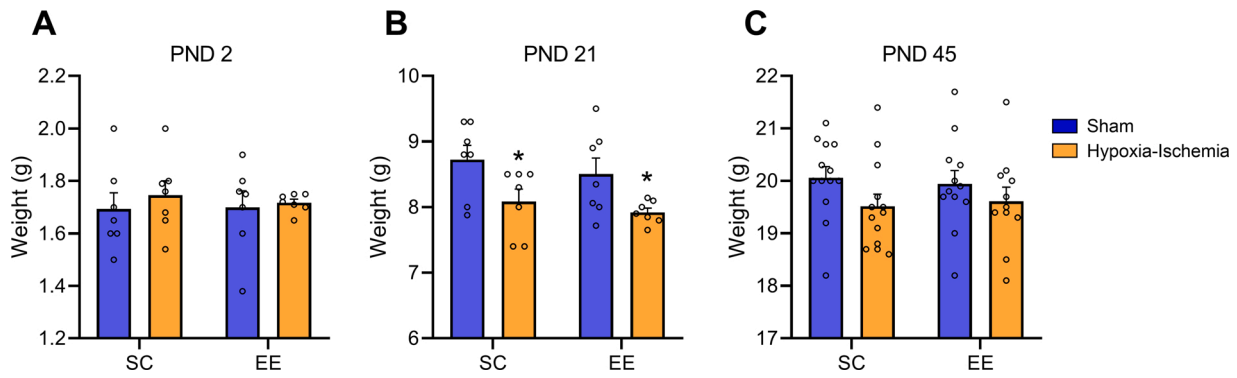 A
B
C
PND 2
PND 21
PND 45
Weight (g)
2.2
2.0
1.8
1.6
1.4
1.2
SC
EE
Weight (g)
10
9
8
7
6
*
*
SC
EE
Weight (g)
22
21
20
19
18
17
SC
EE
Sham
Hypoxia-Ischemia